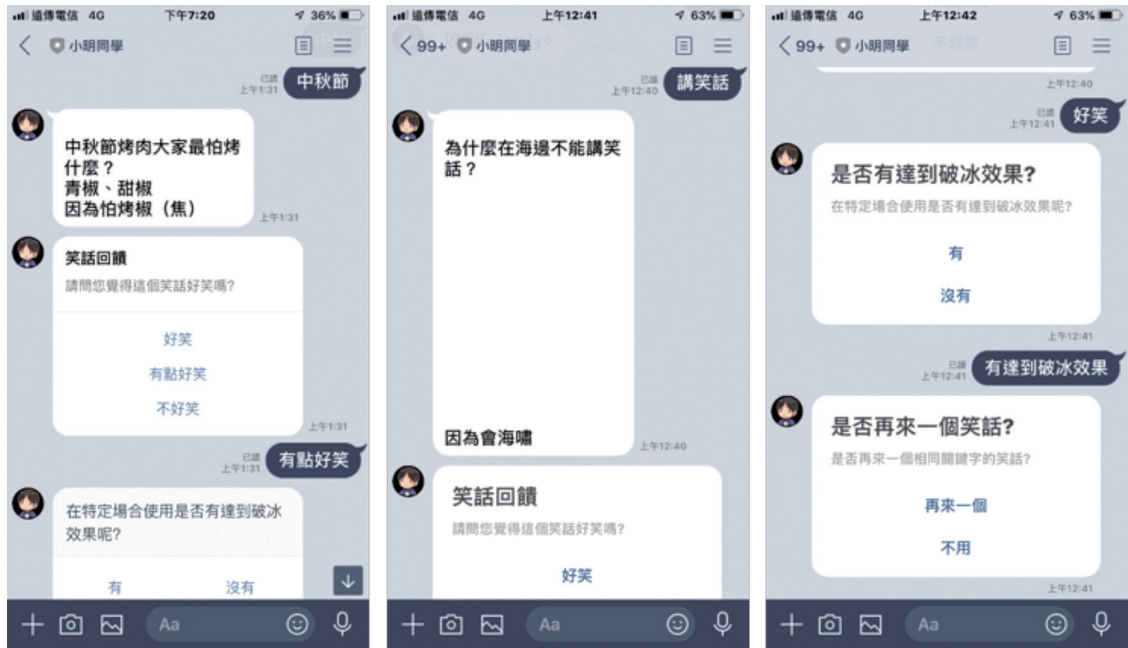 遠傳電信 4G 下午7:20 36%
小明同學
中秋節
已讀
上午1:31
中秋節烤肉大家最怕烤
什麼？
青椒、甜椒
因為怕烤椒（焦）
上午1:31
笑話回饋
請問您覺得這個笑話好笑嗎?
好笑
有點好笑
不好笑
上午1:31
有點好笑
已讀
上午1:31
在特定場合使用是否有達到破冰
效果呢?
有 沒有
Aa
遠傳電信 4G 上午12:41 63%
99+ 小明同學
講笑話
已讀
上午12:40
為什麼在海邊不能講笑
話？
因為會海嘯
上午12:40
笑話回饋
請問您覺得這個笑話好笑嗎?
好笑
Aa
遠傳電信 4G 上午12:42 63%
99+ 小明同學
不好笑
上午12:40
好笑
已讀
上午12:41
是否有達到破冰效果?
在特定場合使用是否有達到破冰效果呢?
有
沒有
上午12:41
有達到破冰效果
已讀
上午12:41
是否再來一個笑話?
是否再來一個相同關鍵字的笑話?
再來一個
不用
上午12:41
Aa